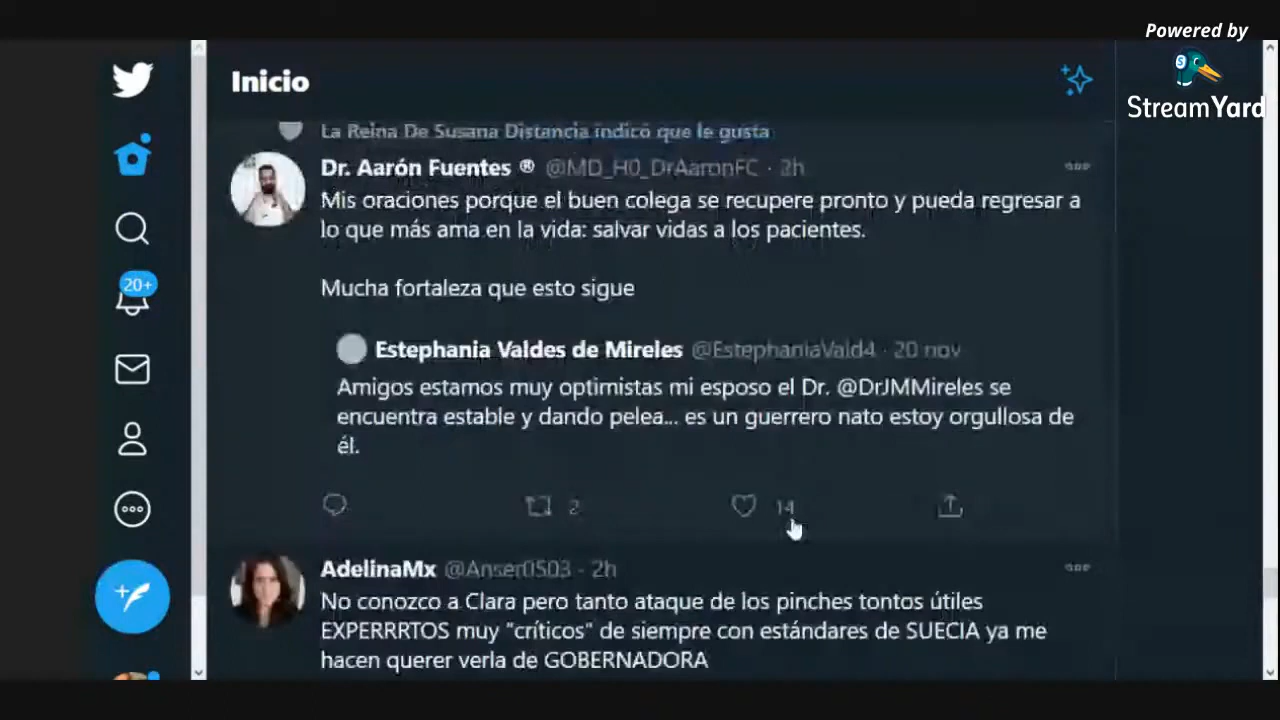 Powered by
StreamYard
Inicio
La Reina De Susana Distancia indicó que le gusta
Dr. Aarón Fuentes ® @MD_H0_DrAaronFC · 2h
Mis oraciones porque el buen colega se recupere pronto y pueda regresar a
lo que más ama en la vida: salvar vidas a los pacientes.
Mucha fortaleza que esto sigue
20+
Estephania Valdes de Mireles @EstephaniaVald4 · 20 nov
Amigos estamos muy optimistas mi esposo el Dr. @DrJMMireles se
encuentra estable y dando pelea... es un guerrero nato estoy orgullosa de
él.
2 14
AdelinaMx @Anser0503 · 2h
No conozco a Clara pero tanto ataque de los pinches tontos útiles
EXPERRRTOS muy "críticos" de siempre con estándares de SUECIA ya me
hacen querer verla de GOBERNADORA